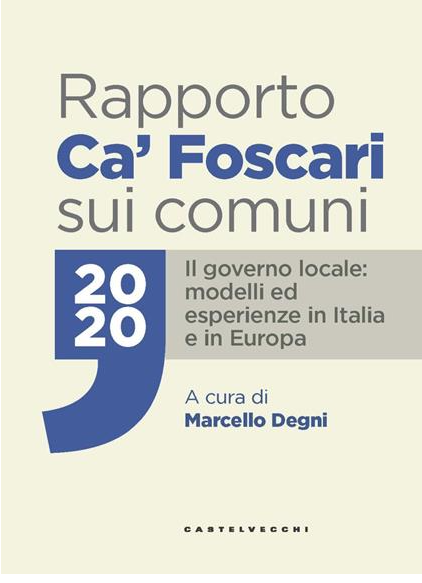 Rapporto
Ca’ Foscari
sui comuni
20
20
Il governo locale:
modelli ed
esperienze in Italia
e in Europa
A cura di
Marcello Degni
CASTELVECCHI